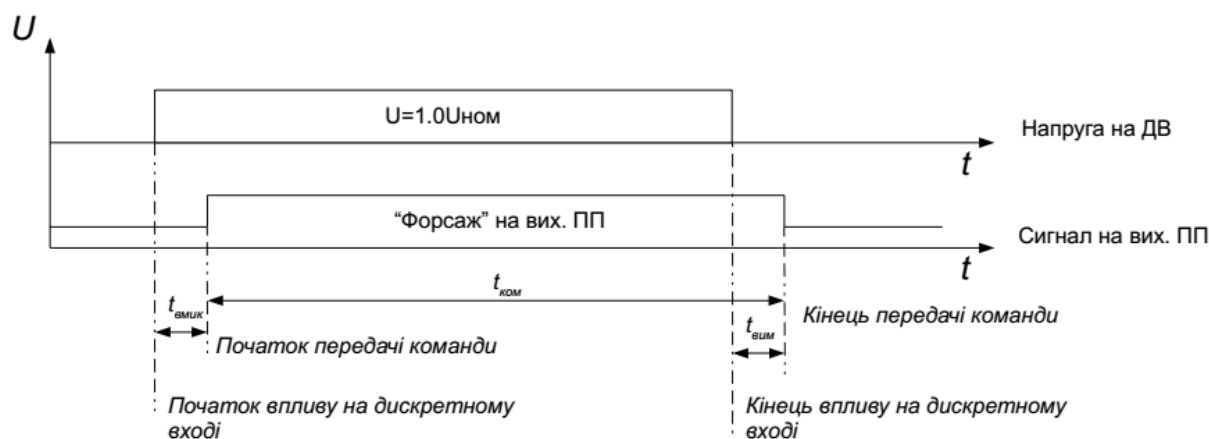 U
U=1.0Uном
Напруга на ДВ
t
“Форсаж” на вих. ПП
Сигнал на вих. ПП
t
tвмик
tком
Кінець передачі команди
tвим
Початок передачі команди
Початок впливу на дискретному
вході
Кінець впливу на дискретному
вході